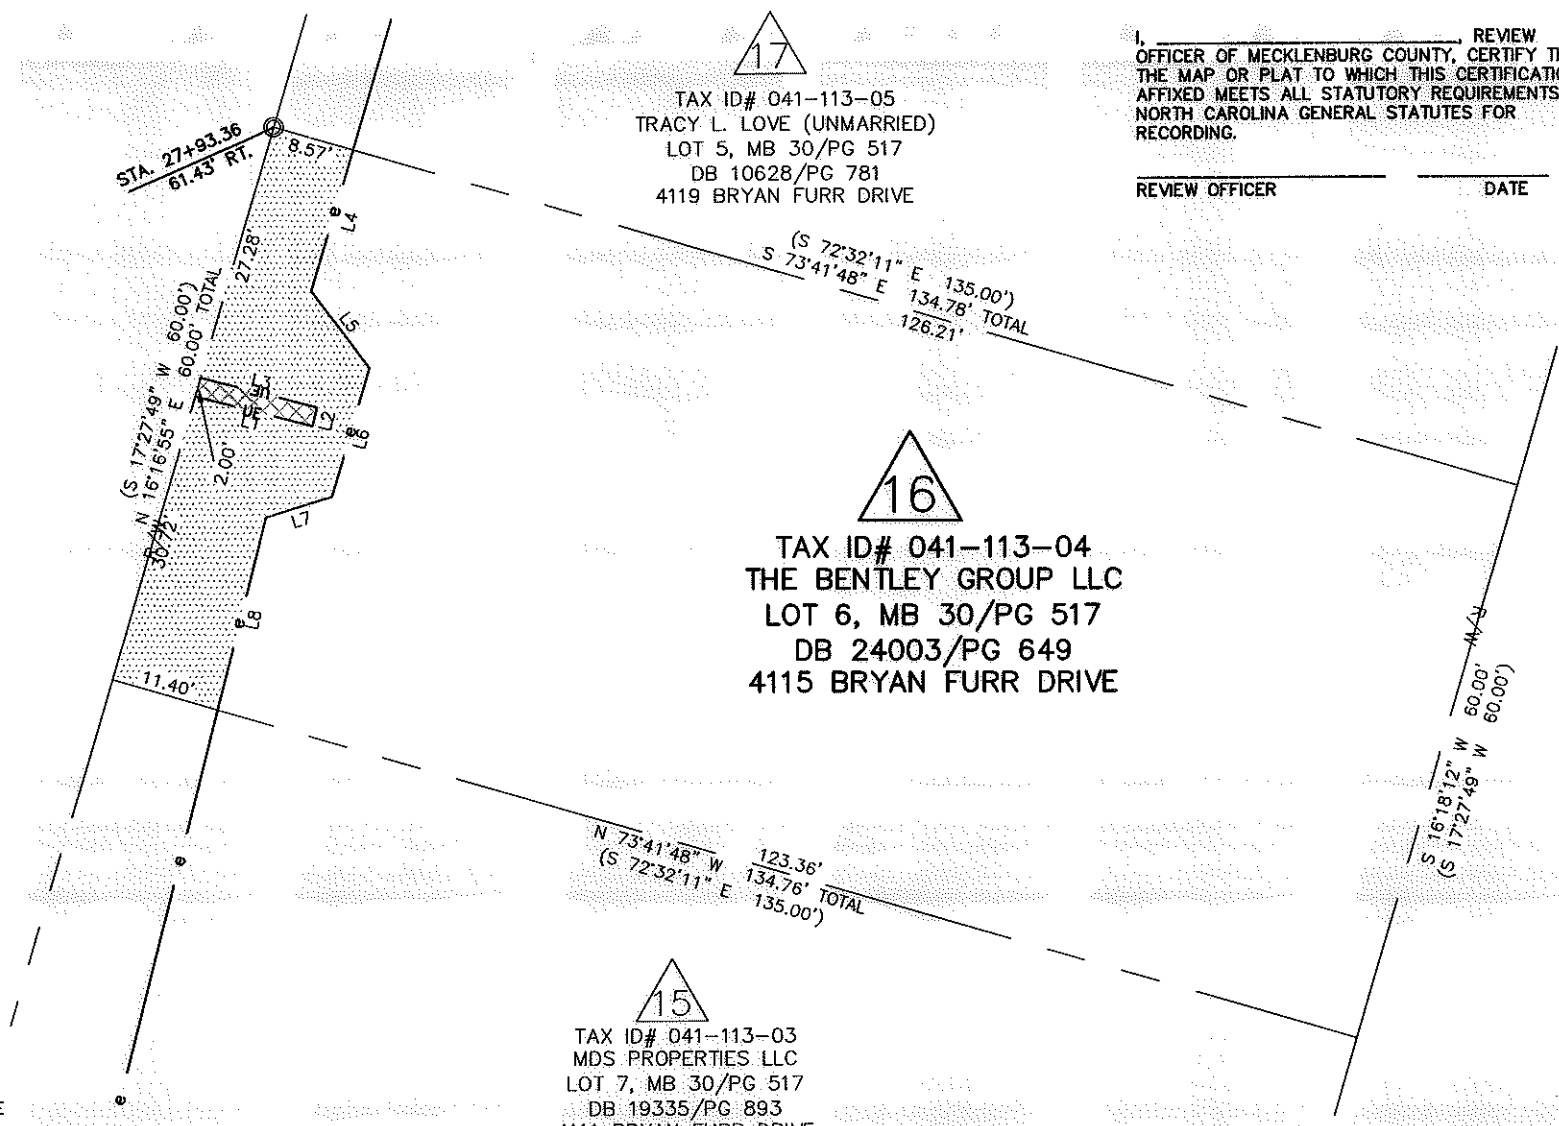 17
TAX ID# 041-113-05
TRACY L. LOVE (UNMARRIED)
LOT 5, MB 30/PG 517
DB 10628/PG 781
4119 BRYAN FURR DRIVE
I, ____________________, REVIEW
OFFICER OF MECKLENBURG COUNTY, CERTIFY
THE MAP OR PLAT TO WHICH THIS
AFFIXED MEETS ALL STATUTORY REQUIREMENTS
NORTH CAROLINA GENERAL STATUTES FOR
RECORDING.
REVIEW OFFICER DATE
STA. 27+93.36
61.43' RT.
8.57'
e
L4
27.28'
L5
(S 17°27'49" W 60.00')
N 16°16'55" E 60.00' TOTAL
R/W
30.72'
L3
UE
L2
UE
L1
2.00'
e
L6
L7
e
L8
11.40'
(S 72°32'11" E 135.00')
S 73°41'48" E 134.78' TOTAL
126.21'
16
TAX ID# 041-113-04
THE BENTLEY GROUP LLC
LOT 6, MB 30/PG 517
DB 24003/PG 649
4115 BRYAN FURR DRIVE
R/W
S 16°18'12" W 60.00'
(S 17°27'49" W 60.00')
123.36'
N 73°41'48" W 134.76' TOTAL
(S 72°32'11" E 135.00')
e
e
15
TAX ID# 041-113-03
MDS PROPERTIES LLC
LOT 7, MB 30/PG 517
DB 19335/PG 893
BRYAN FURR DRIVE
E